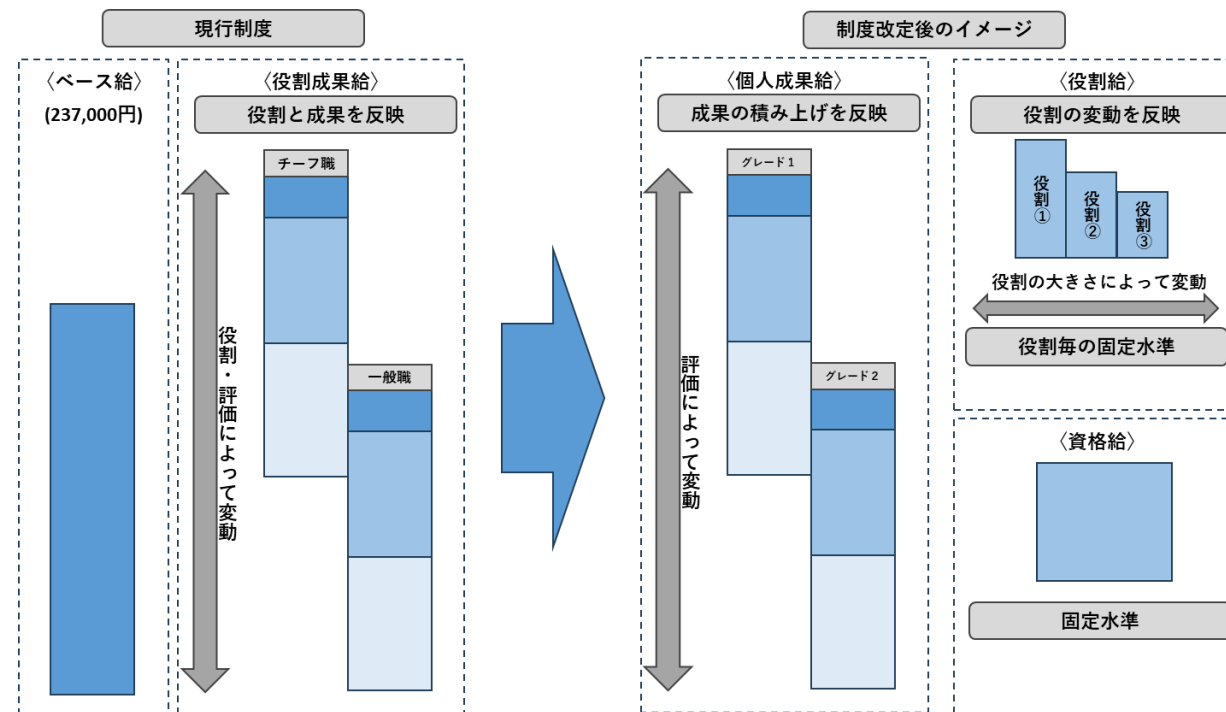 現行制度
〈ベース給〉
(237,000円)
〈役割成果給〉
役割と成果を反映
チーフ職
一般職
役割・評価によって変動
制度改定後のイメージ
〈個人成果給〉
成果の積み上げを反映
グレード1
グレード2
評価によって変動
〈役割給〉
役割の変動を反映
役割①
役割②
役割③
役割の大きさによって変動
役割毎の固定水準
〈資格給〉
固定水準